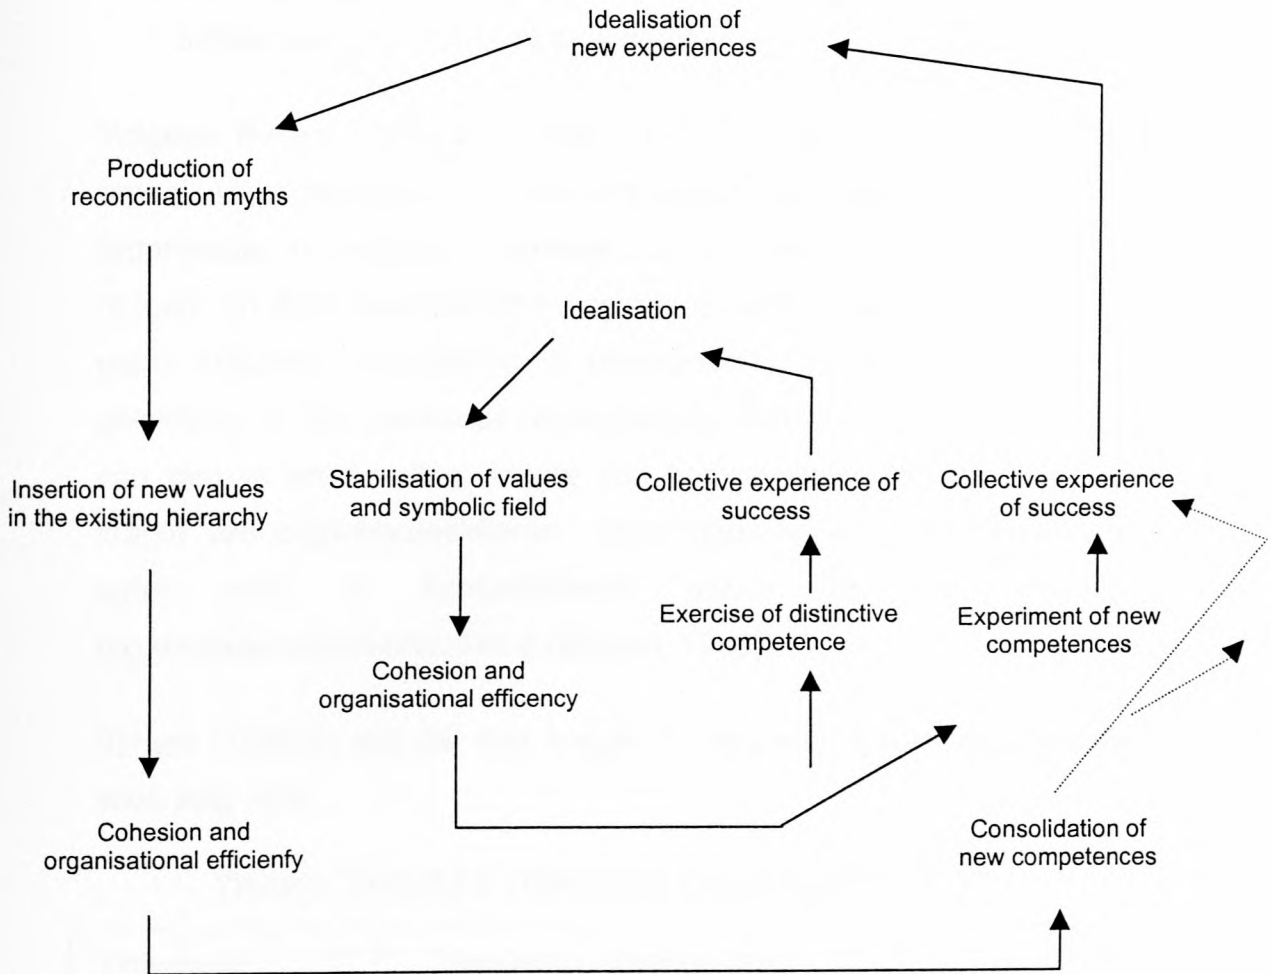 Idealisation of
new experiences
Production of
reconciliation myths
Idealisation
Insertion of new values
in the existing hierarchy
Stabilisation of values
and symbolic field
Collective experience of
success
Collective experience
of success
Exercise of distinctive
competence
Experiment of new
competences
Cohesion and
organisational efficency
Cohesion and
organisational efficienfy
Consolidation of
new competences